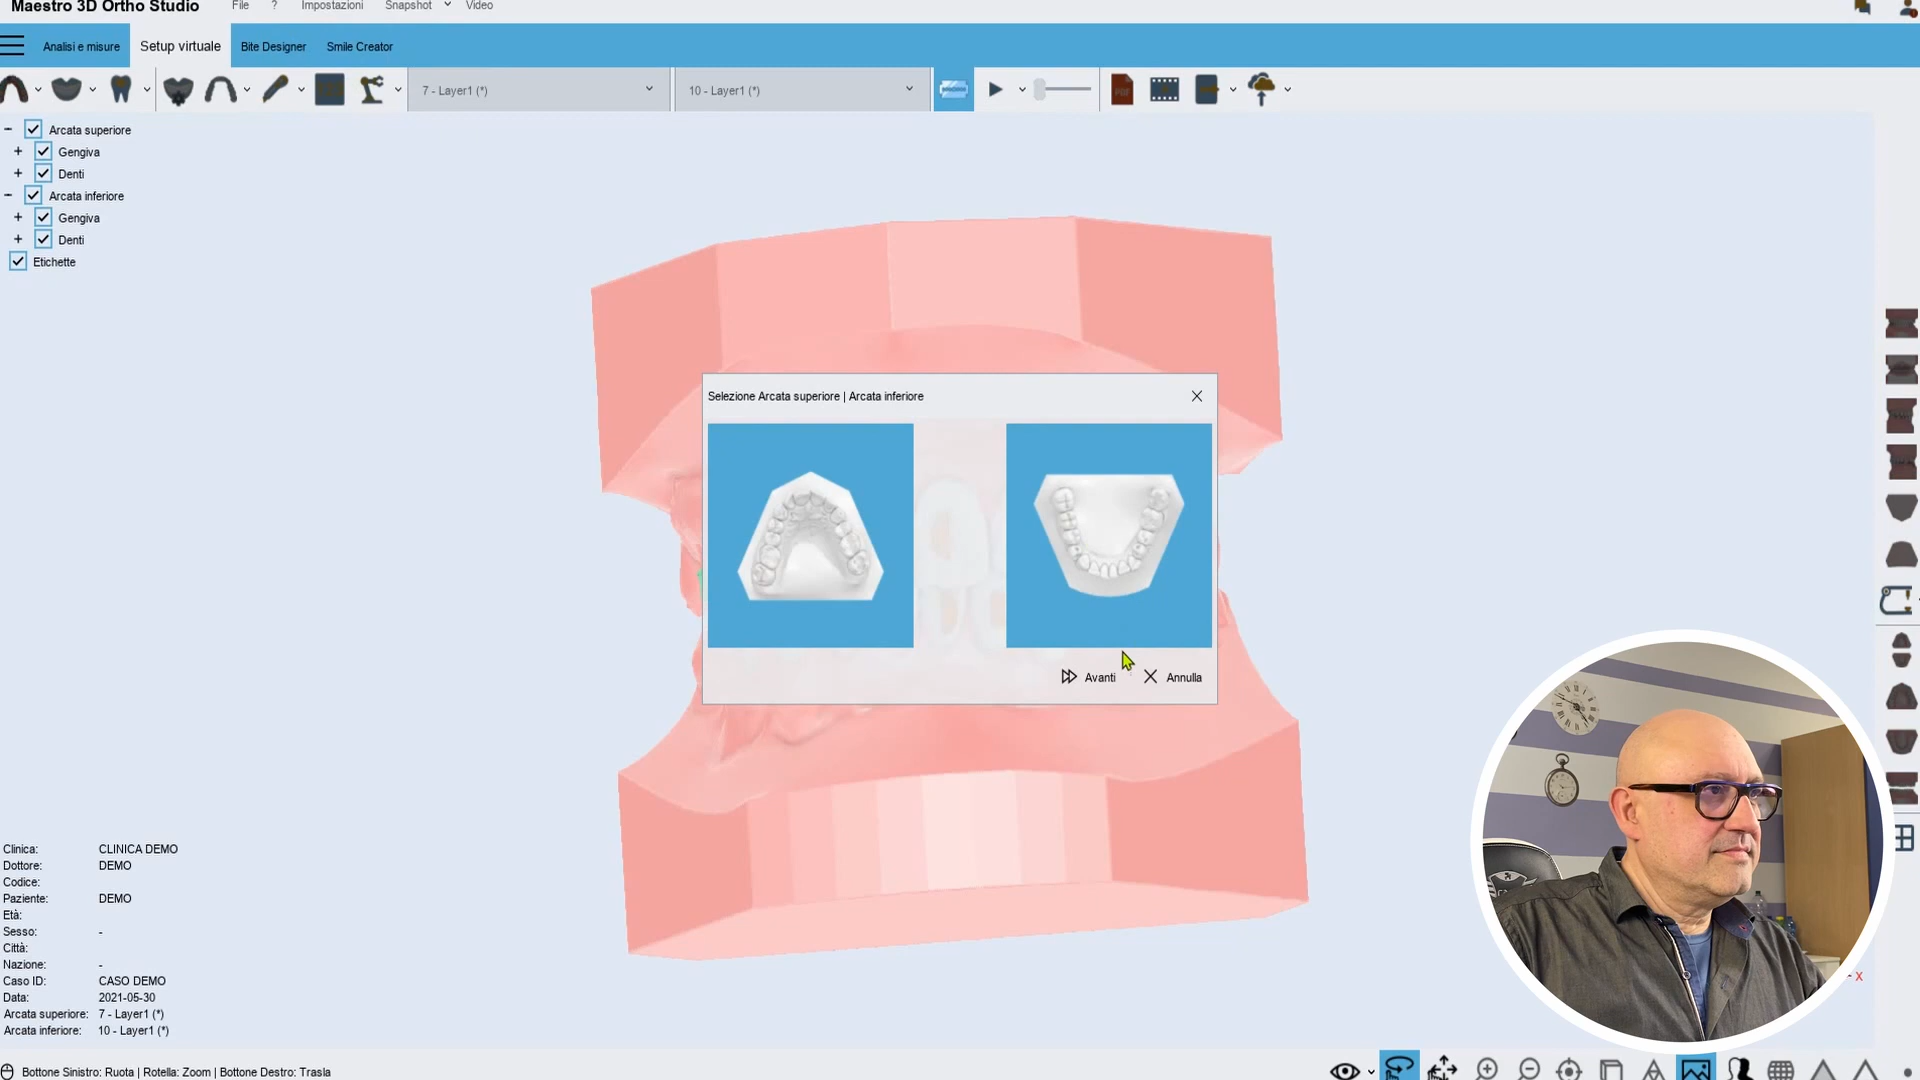 Maestro 3D Ortho Studio File ? Impostazioni Snapshot Video
Analisi e misure Setup virtuale Bite Designer Smile Creator
7 - Layer1 (*) 10 - Layer1 (*)
Arcata superiore
Gengiva
Denti
Arcata inferiore
Gengiva
Denti
Etichette
Selezione Arcata superiore | Arcata inferiore
Avanti Annulla
Clinica: CLINICA DEMO
Dottore: DEMO
Codice:
Paziente: DEMO
Età:
Sesso: -
Città:
Nazione: -
Caso ID: CASO DEMO
Data: 2021-05-30
Arcata superiore: 7 - Layer1 (*)
Arcata inferiore: 10 - Layer1 (*)
X
Bottone Sinistro: Ruota | Rotella: Zoom | Bottone Destro: Trasla